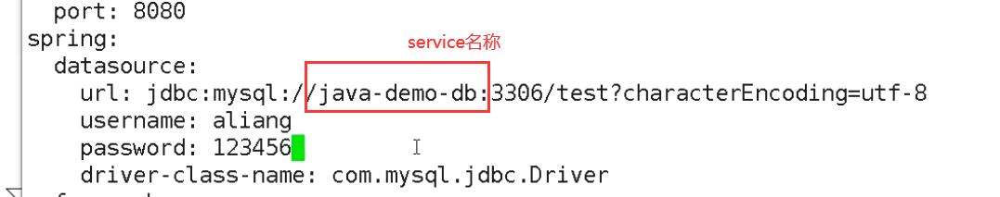 port: 8080
spring:
service名称
datasource:
url: jdbc:mysql://java-demo-db:3306/test?characterEncoding=utf-8
username: aliang
password: 123456
driver-class-name: com.mysql.jdbc.Driver